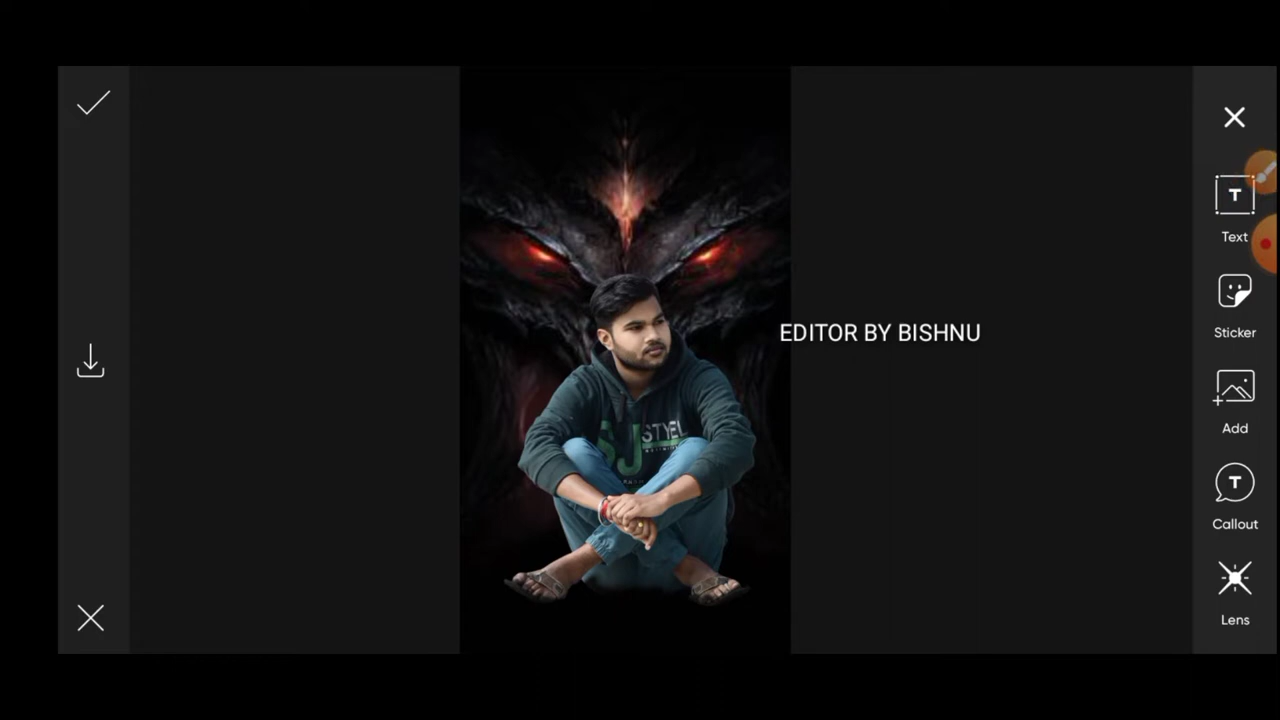 T
Text
Sticker
EDITOR BY BISHNU
Add
SJ STYEL
T
Callout
Lens